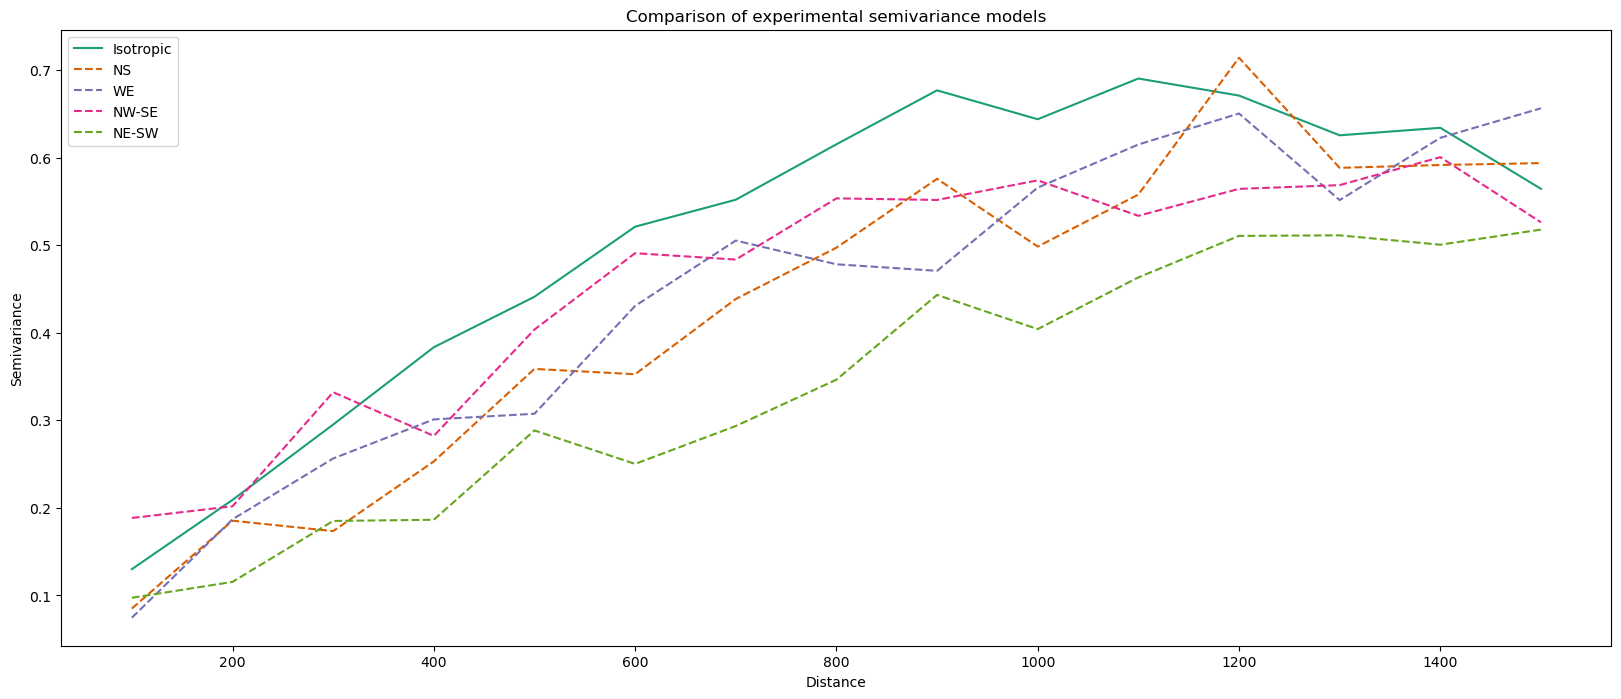 Comparison of experimental semivariance models
Isotropic
NS
WE
NW-SE
NE-SW
Semivariance
0.7
0.6
0.5
0.4
0.3
0.2
0.1
200 400 600 800 1000 1200 1400
Distance